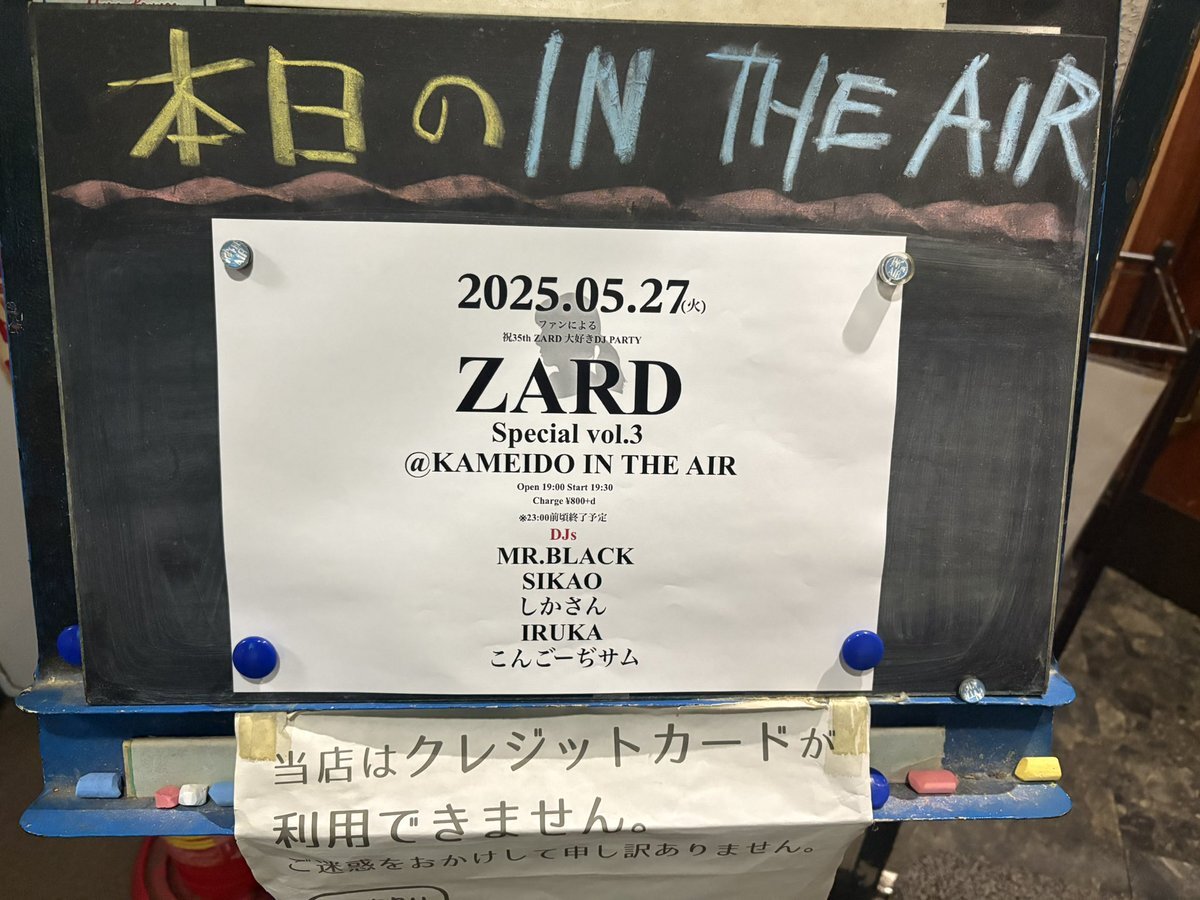 本日の IN THE AIR
2025.05.27(火)
ファンによる
祝35th ZARD 大好きDJ PARTY
ZARD
Special vol.3
@KAMEIDO IN THE AIR
Open 19:00 Start 19:30
Charge ¥800+d
※23:00前頃終了予定
DJs
MR.BLACK
SIKAO
しかさん
IRUKA
こんごーぢサム
当店はクレジットカードが
利用できません。
ご迷惑をおかけして申し訳ありません。